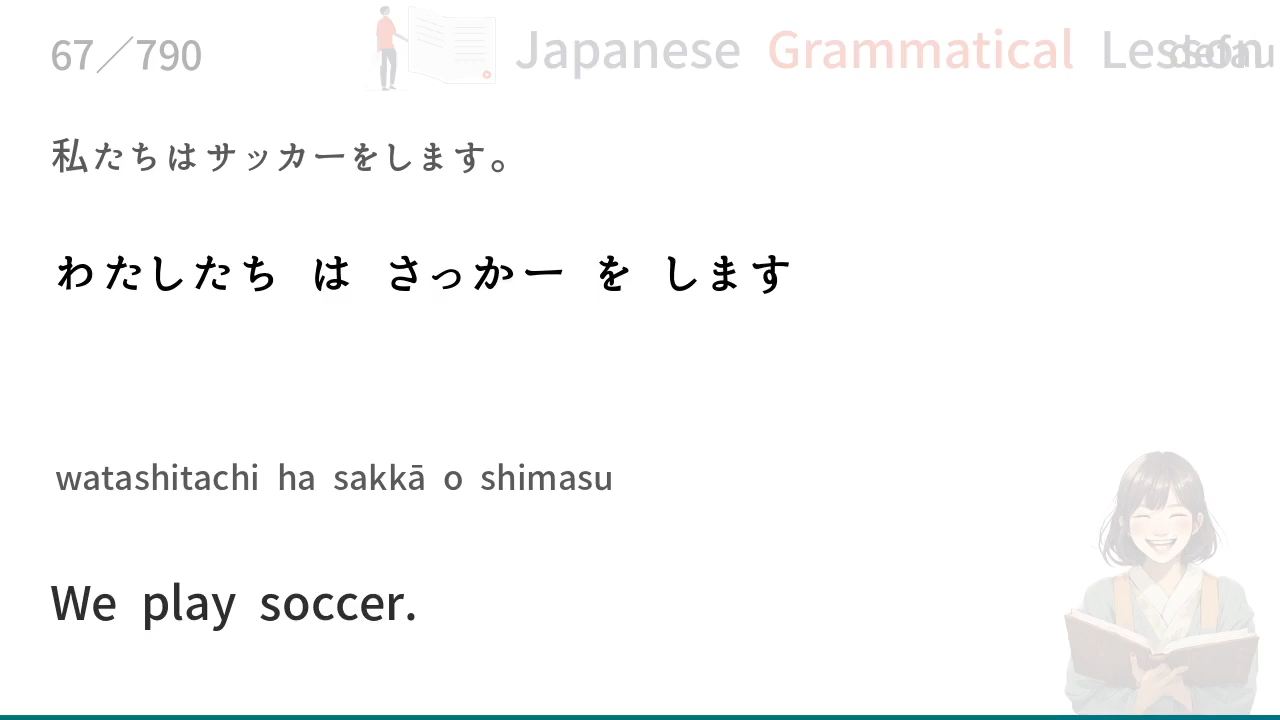 67／790
Japanese Grammatical Lesson
私たちはサッカーをします。
わたしたち は さっかー を します
watashitachi ha sakkā o shimasu
We play soccer.